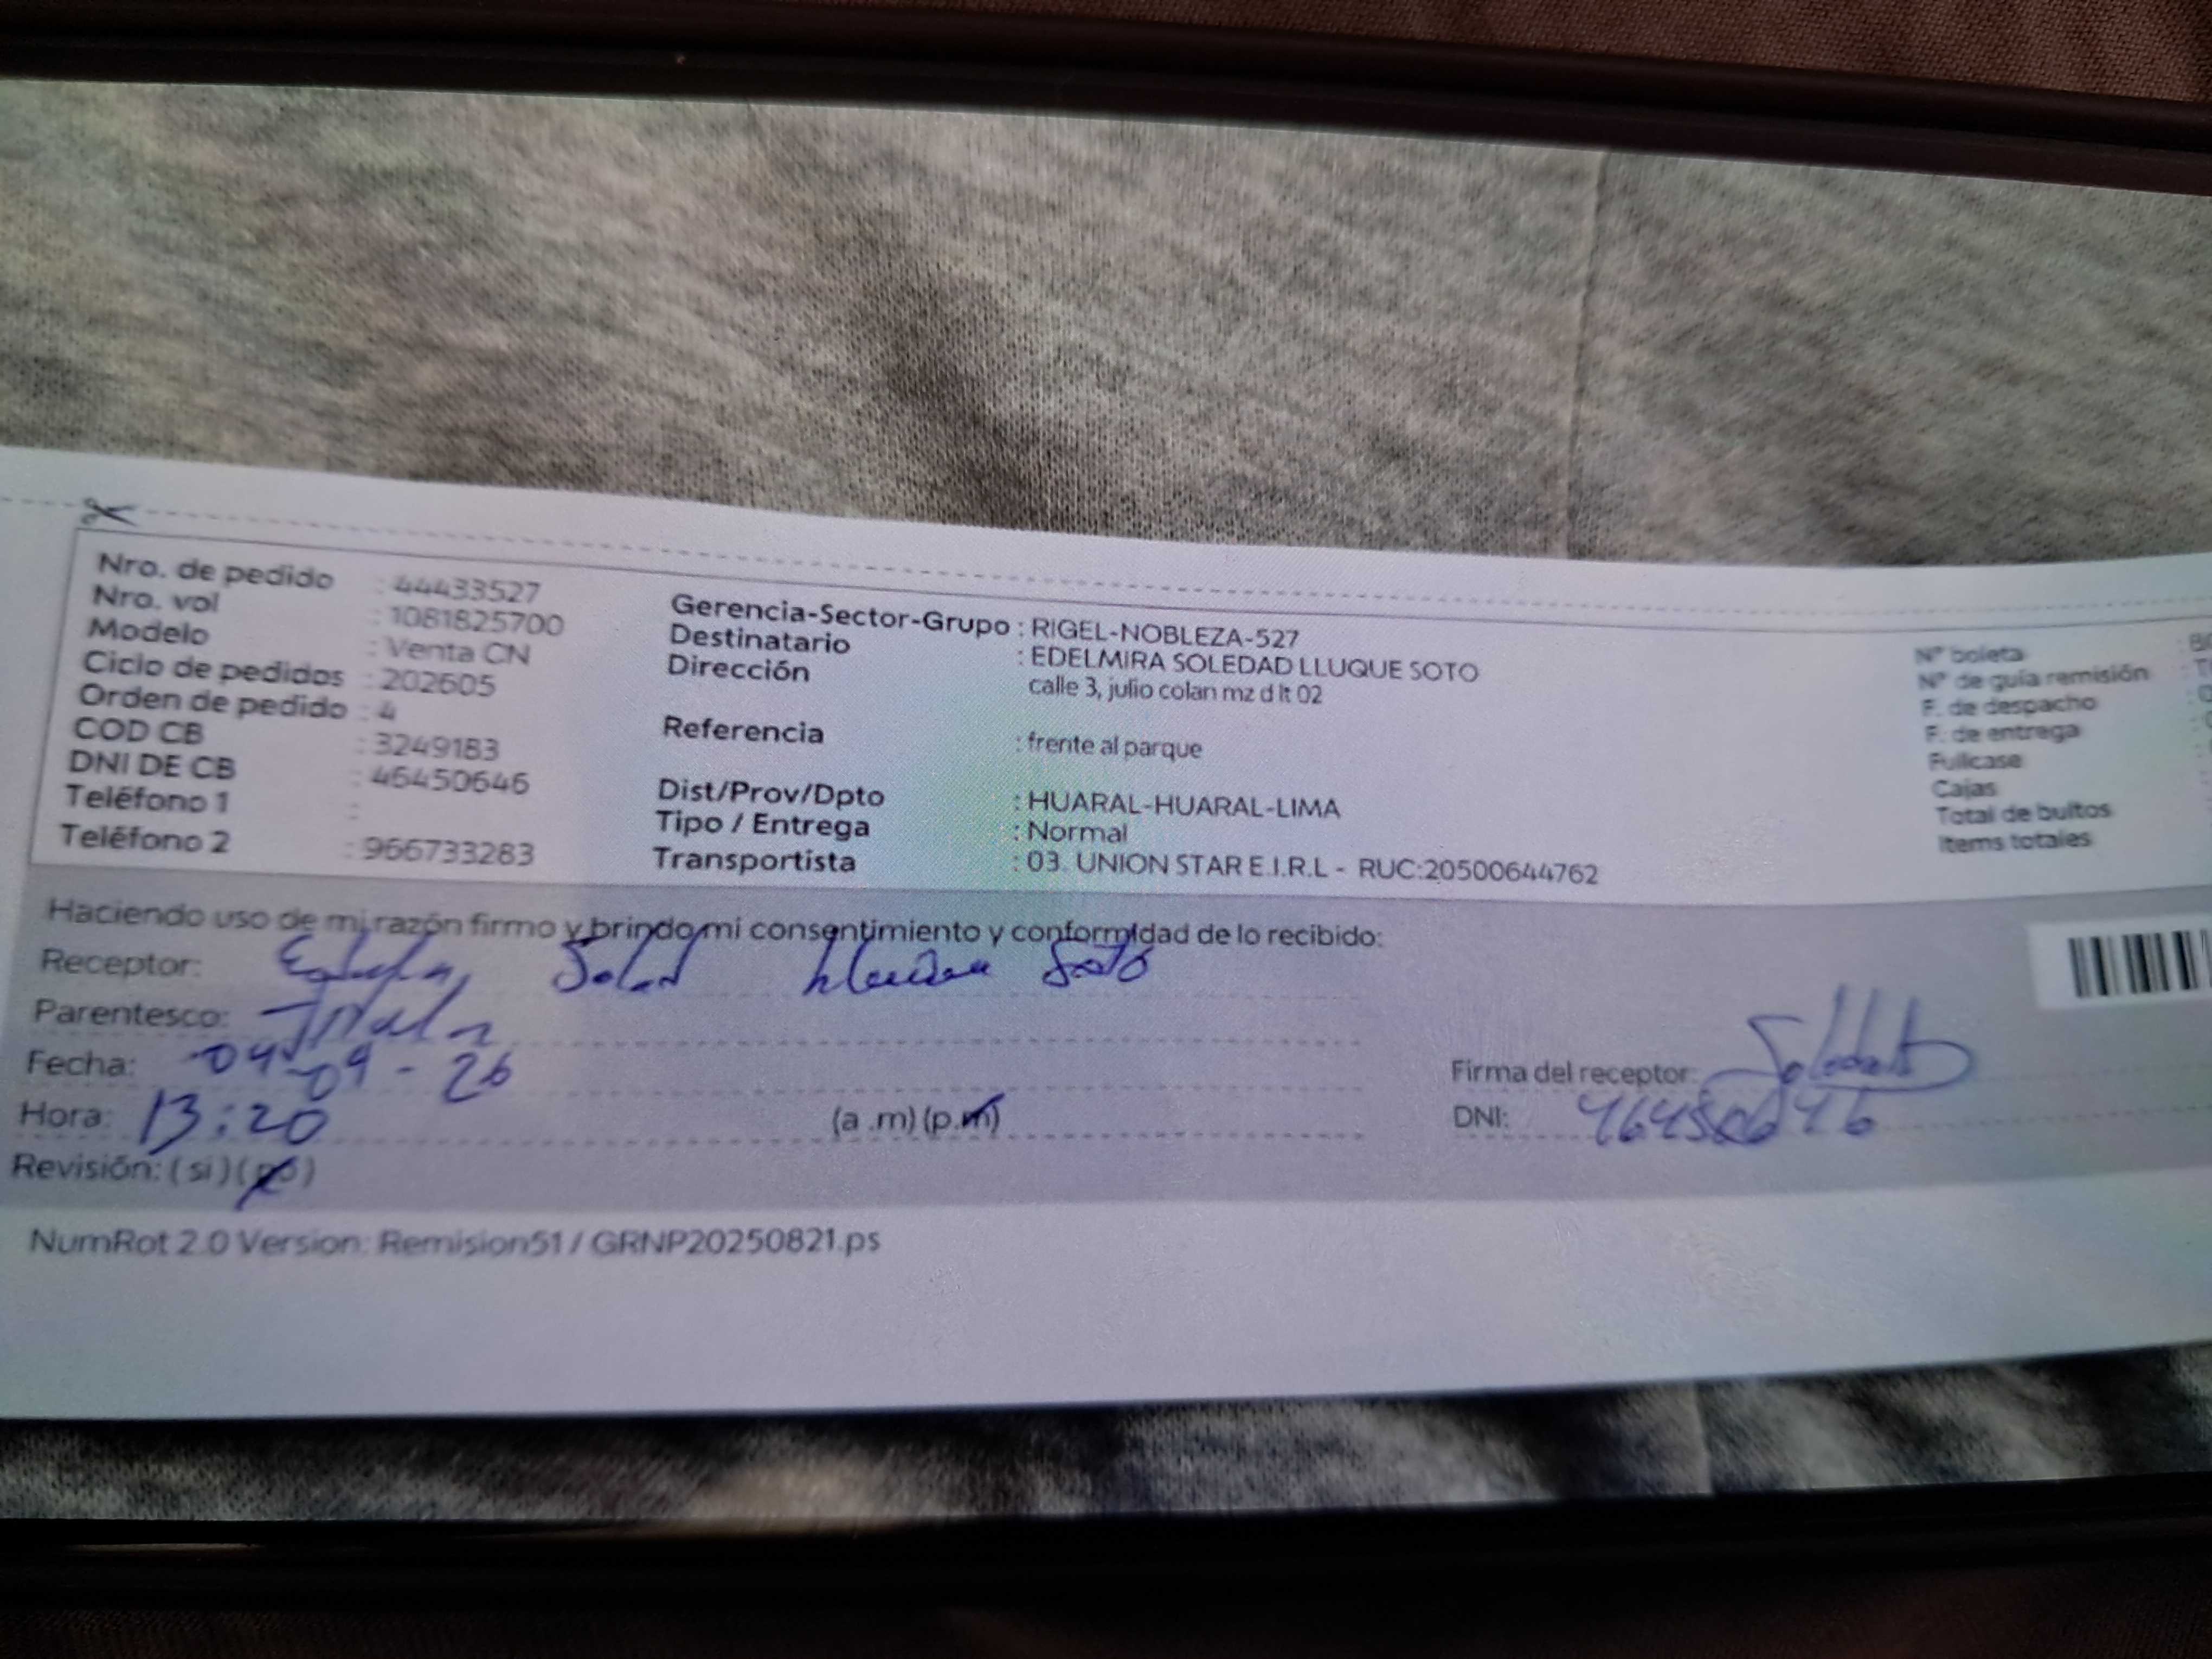 Nro. de pedido : 44433527
Nro. vol : 1081825700
Modelo : Venta CN
Ciclo de pedidos : 202605
Orden de pedido : 4
COD CB : 3249183
DNI DE CB : 46450646
Teléfono 1 :
Teléfono 2 : 966733283
Gerencia-Sector-Grupo : RIGEL-NOBLEZA-527
Destinatario : EDELMIRA SOLEDAD LLUQUE SOTO
Dirección calle 3, julio colan mz d lt 02
Referencia : frente al parque
Dist/Prov/Dpto : HUARAL-HUARAL-LIMA
Tipo / Entrega : Normal
Transportista : 03. UNION STAR E.I.R.L - RUC:20500644762
N° boleta
N° de guía remisión
F. de despacho
F. de entrega
Fullcase
Cajas
Total de bultos
Items totales
Haciendo uso de mi razón firmo y brindo mi consentimiento y conformidad de lo recibido:
Receptor: Soto
Parentesco:
Fecha: 04-09-26
Hora: 13:20 (a .m) (p.m)
Revisión: (si) (no)
Firma del receptor:
DNI:
NumRot 2.0 Version: Remision51 / GRNP20250821.ps